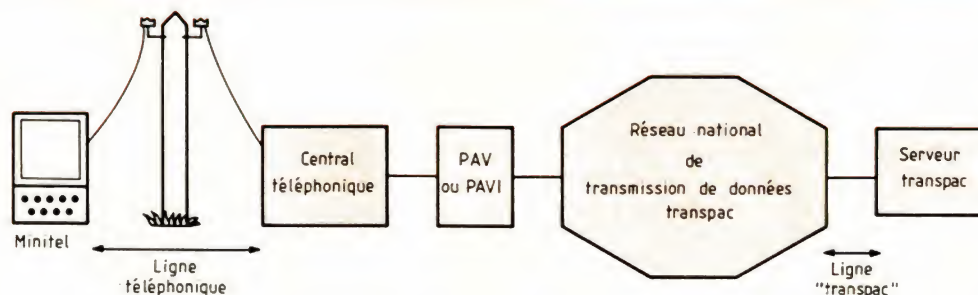 Minitel
Ligne
téléphonique
Central
téléphonique
PAV
ou PAVI
Réseau national
de
transmission de données
transpac
Serveur
transpac
Ligne
"transpac"